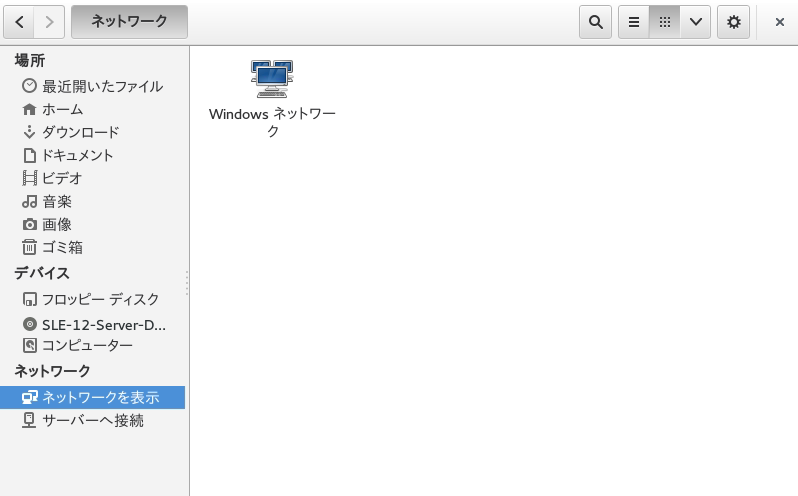 ネットワーク
場所
最近開いたファイル
ホーム
ダウンロード
ドキュメント
ビデオ
音楽
画像
ゴミ箱
デバイス
フロッピー ディスク
SLE-12-Server-D...
コンピューター
ネットワーク
ネットワークを表示
サーバーへ接続
Windows ネットワー
ク